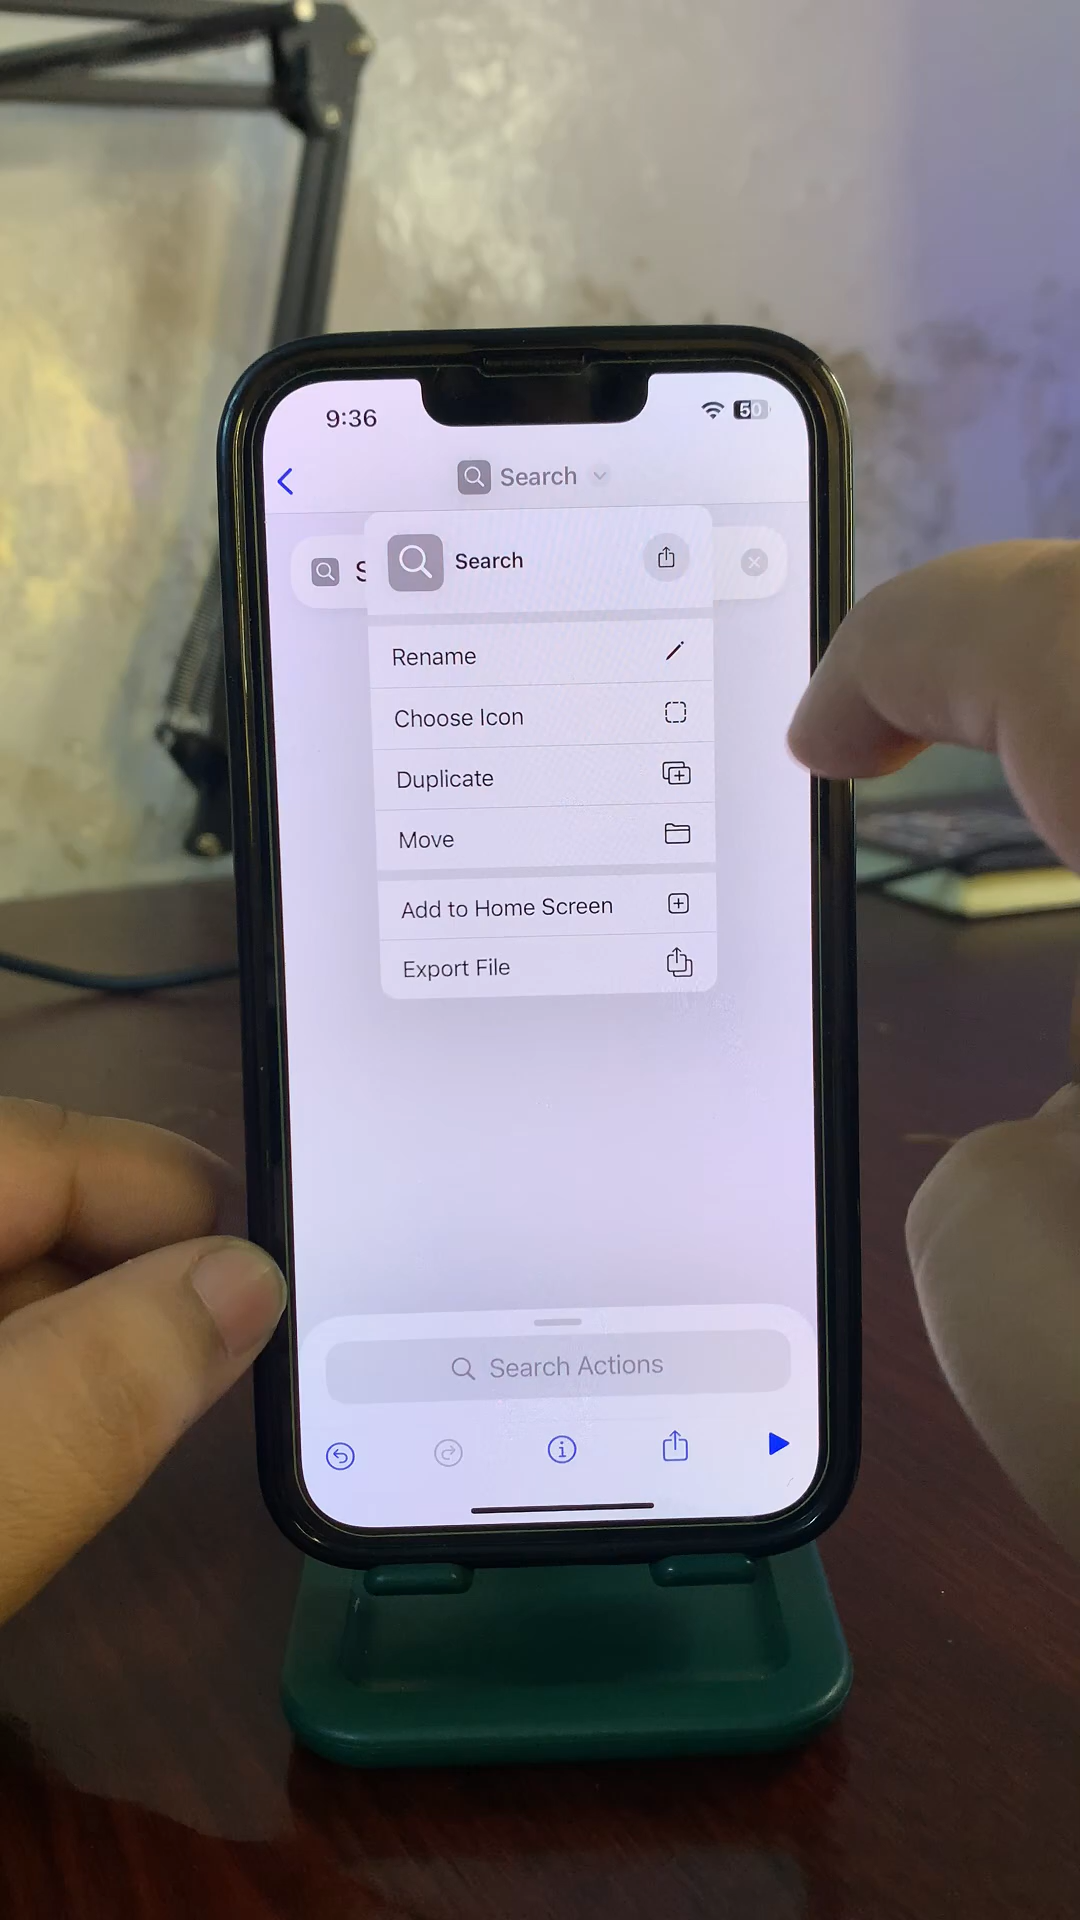 9:36
50
Search
S
Search
Rename
Choose Icon
Duplicate
Move
Add to Home Screen
Export File
Search Actions